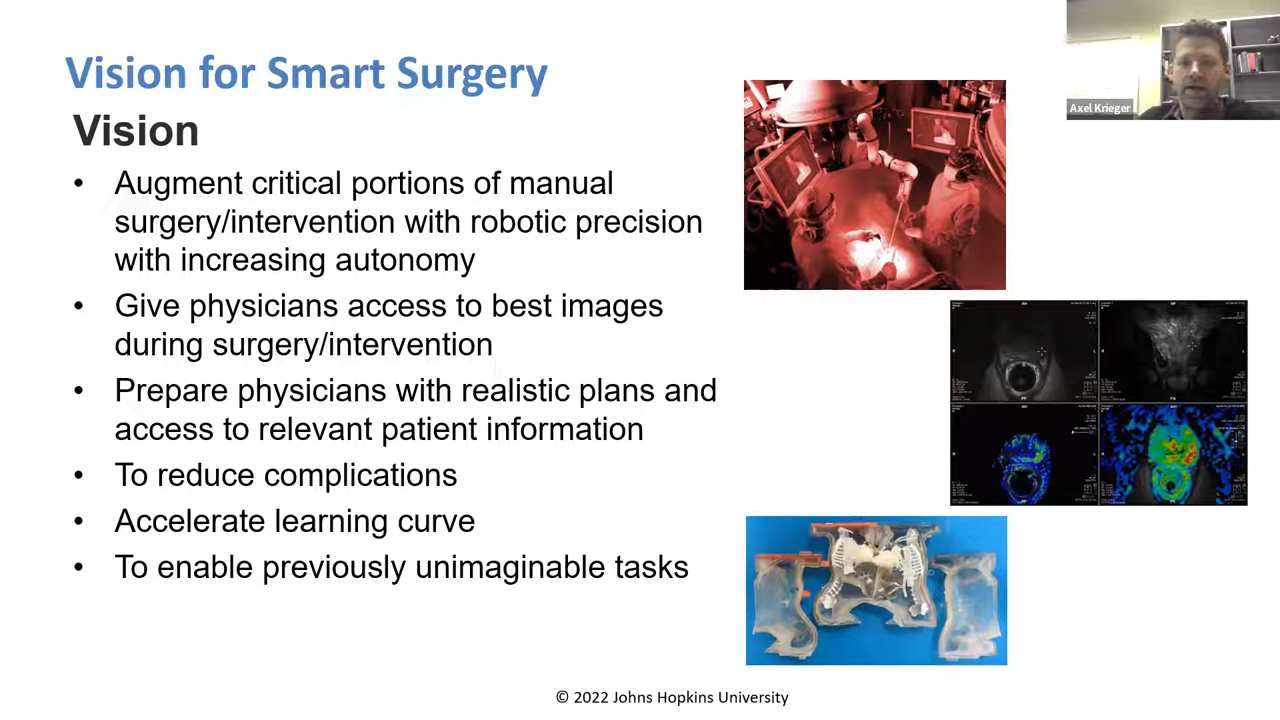 Vision for Smart Surgery
Vision
• Augment critical portions of manual
surgery/intervention with robotic precision
with increasing autonomy
• Give physicians access to best images
during surgery/intervention
• Prepare physicians with realistic plans and
access to relevant patient information
• To reduce complications
• Accelerate learning curve
• To enable previously unimaginable tasks
Axel Krieger
© 2022 Johns Hopkins University